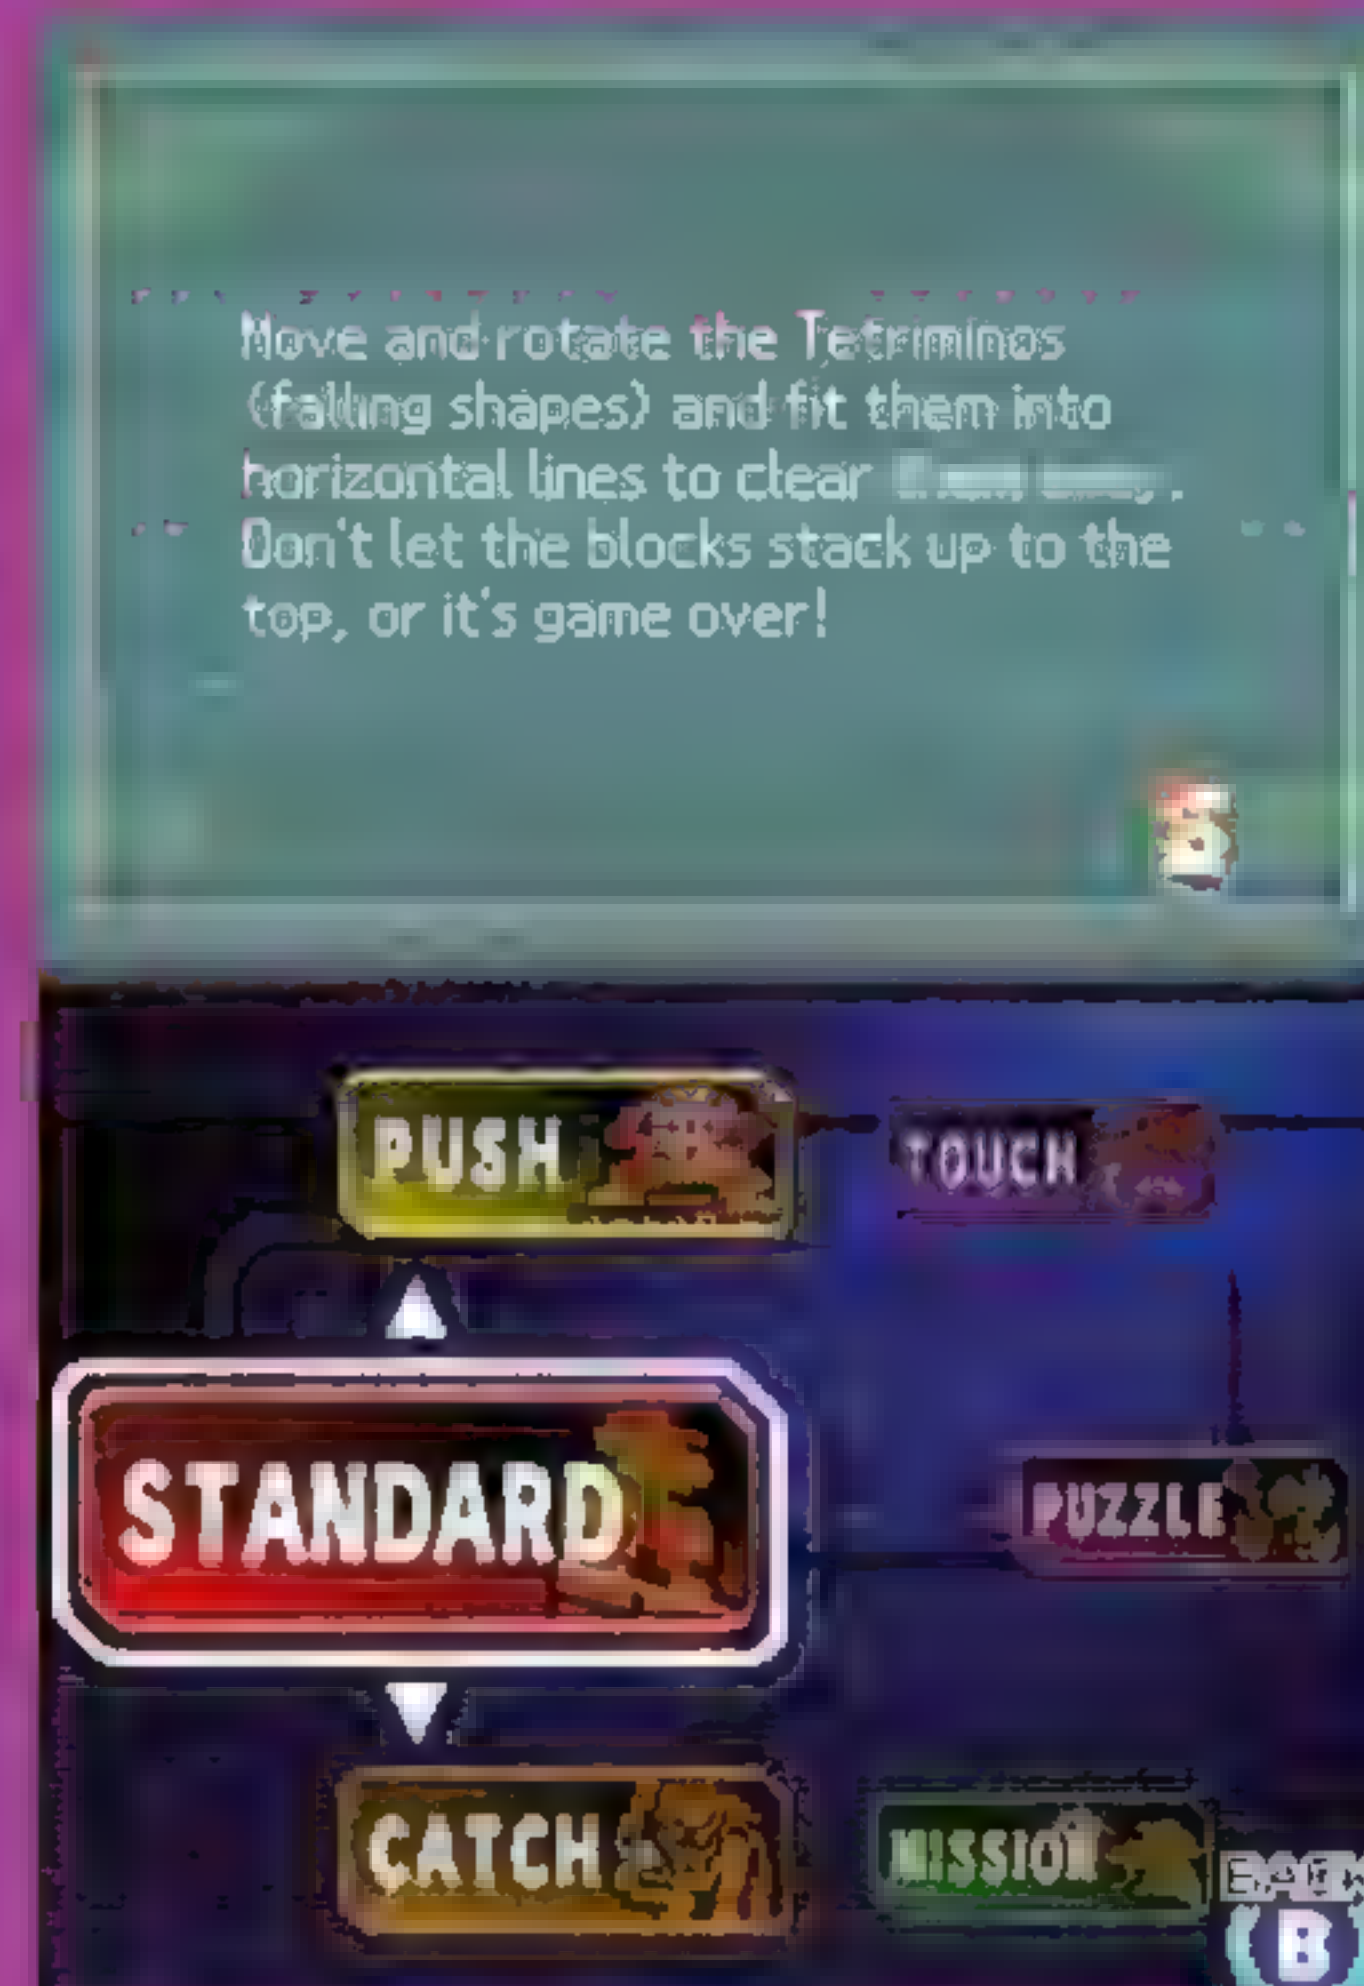 Move and rotate the Tetriminos
(falling shapes) and fit them into
horizontal lines to clear .
Don't let the blocks stack up to the
top, or it's game over!
PUSH
TOUCH
STANDARD
PUZZLE
CATCH
MISSION
B